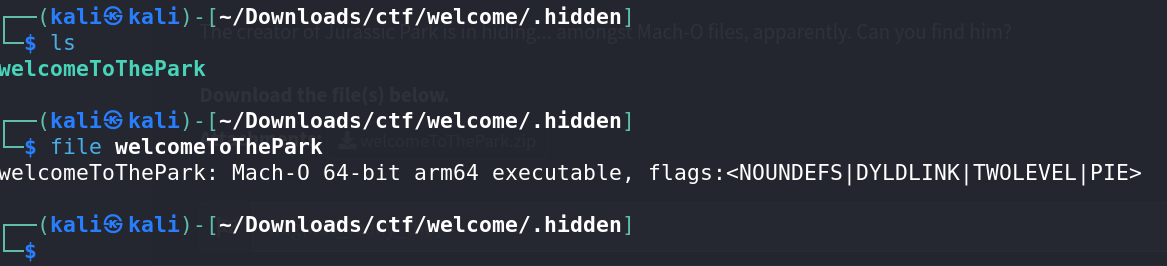 ┌──(kali㉿kali)-[~/Downloads/ctf/welcome/.hidden]
└─$ ls
The creator of Jurassic Park is in hiding... amongst Mach-O files, apparently. Can you find him?
welcomeToThePark
Download the file(s) below.
┌──(kali㉿kali)-[~/Downloads/ctf/welcome/.hidden]
└─$ file welcomeToThePark
welcomeToThePark.zip
welcomeToThePark: Mach-O 64-bit arm64 executable, flags:<NOUNDEFS|DYLDLINK|TWOLEVEL|PIE>
┌──(kali㉿kali)-[~/Downloads/ctf/welcome/.hidden]
└─$